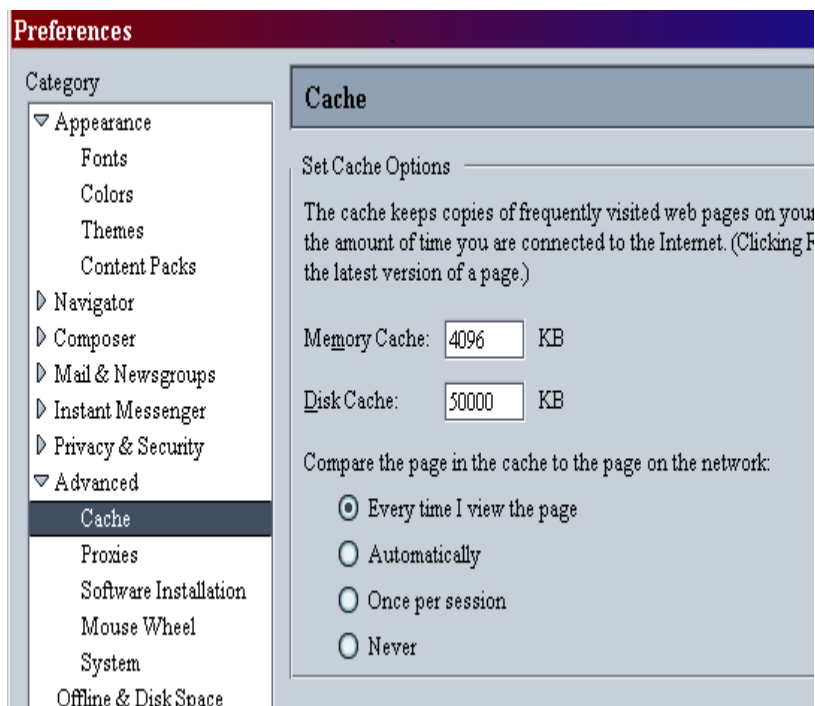 Preferences
Category
Appearance
Fonts
Colors
Themes
Content Packs
Navigator
Composer
Mail & Newsgroups
Instant Messenger
Privacy & Security
Advanced
Cache
Proxies
Software Installation
Mouse Wheel
System
Offline & Disk Space
Cache
Set Cache Options
The cache keeps copies of frequently visited web pages on your
the amount of time you are connected to the Internet. (Clicking R
the latest version of a page.)
Memory Cache: 4096 KB
Disk Cache: 50000 KB
Compare the page in the cache to the page on the network:
Every time I view the page
Automatically
Once per session
Never